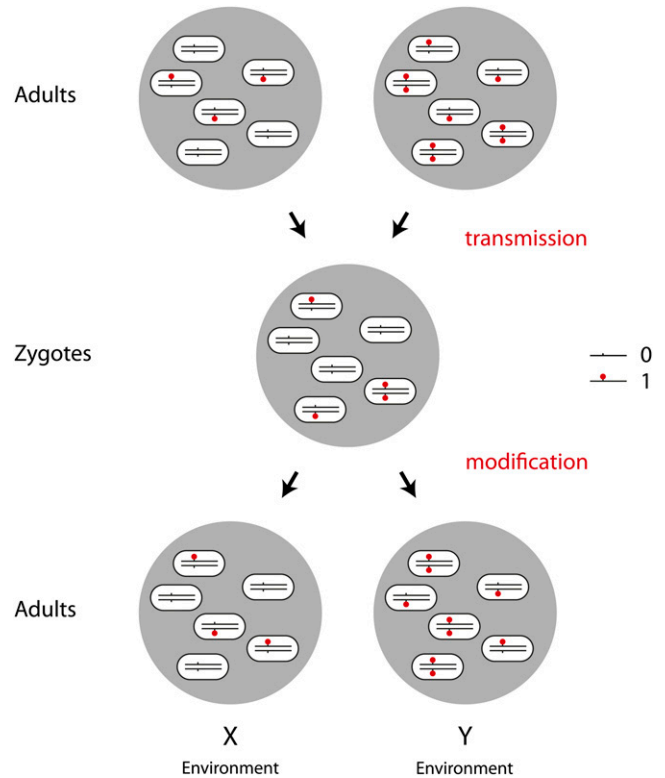 Adults
transmission
Zygotes
0
1
modification
Adults
X
Y
Environment
Environment